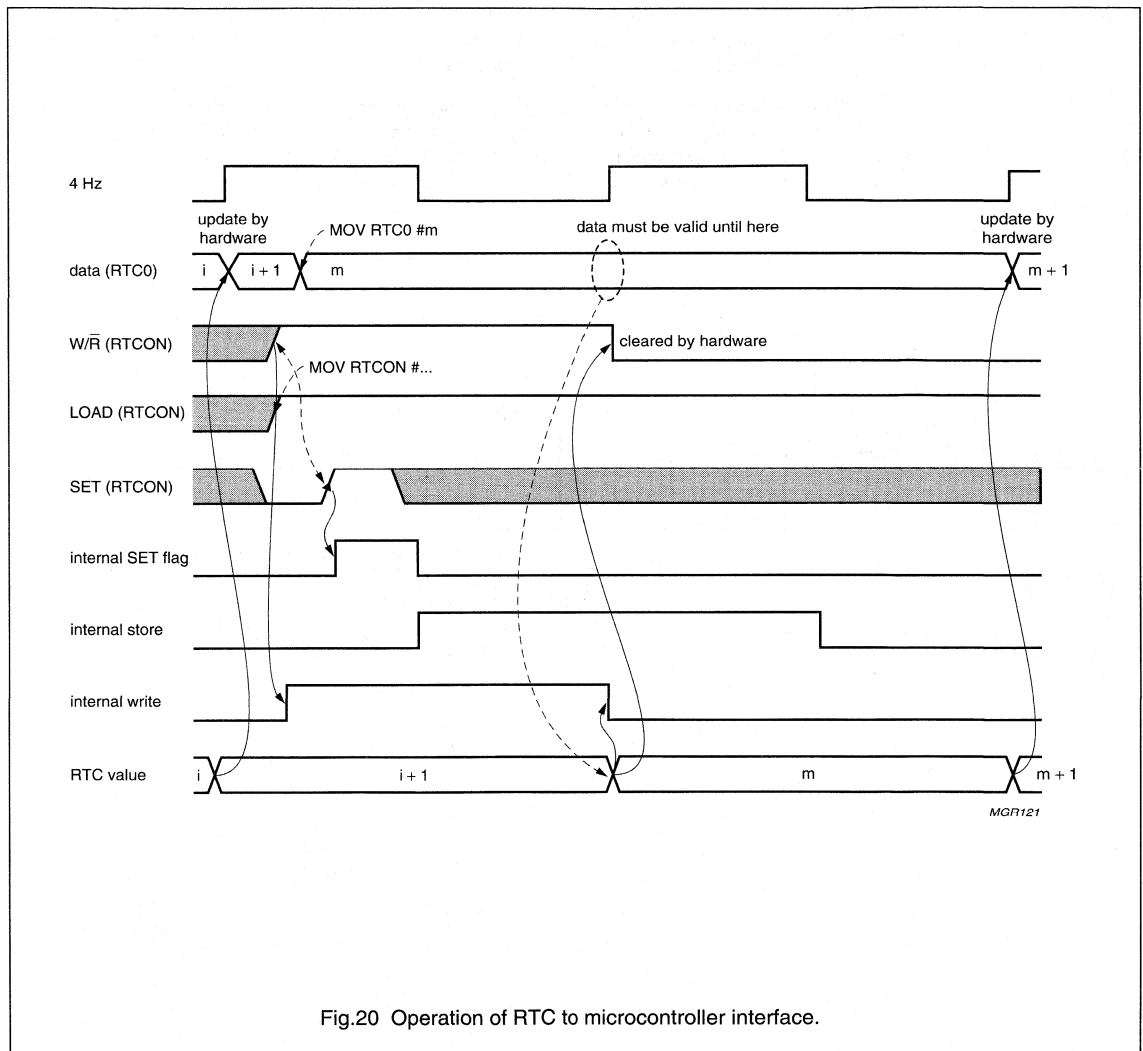 4 Hz
update by
hardware
MOV RTC0 #m
data must be valid until here
update by
hardware
data (RTC0)
i
i + 1
m
m + 1
W/R̅ (RTCON)
cleared by hardware
MOV RTCON #...
LOAD (RTCON)
SET (RTCON)
internal SET flag
internal store
internal write
RTC value
i
i + 1
m
m + 1
MGR121
Fig.20 Operation of RTC to microcontroller interface.